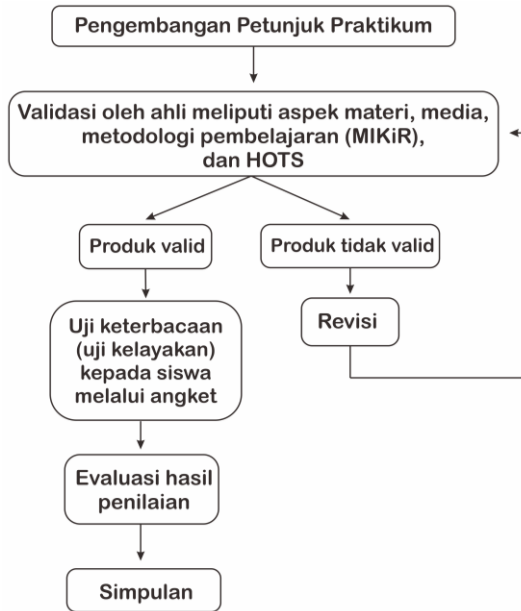 Pengembangan Petunjuk Praktikum
Validasi oleh ahli meliputi aspek materi, media,
metodologi pembelajaran (MIKiR),
dan HOTS
Produk valid
Produk tidak valid
Uji keterbacaan
(uji kelayakan)
kepada siswa
melalui angket
Revisi
Evaluasi hasil
penilaian
Simpulan